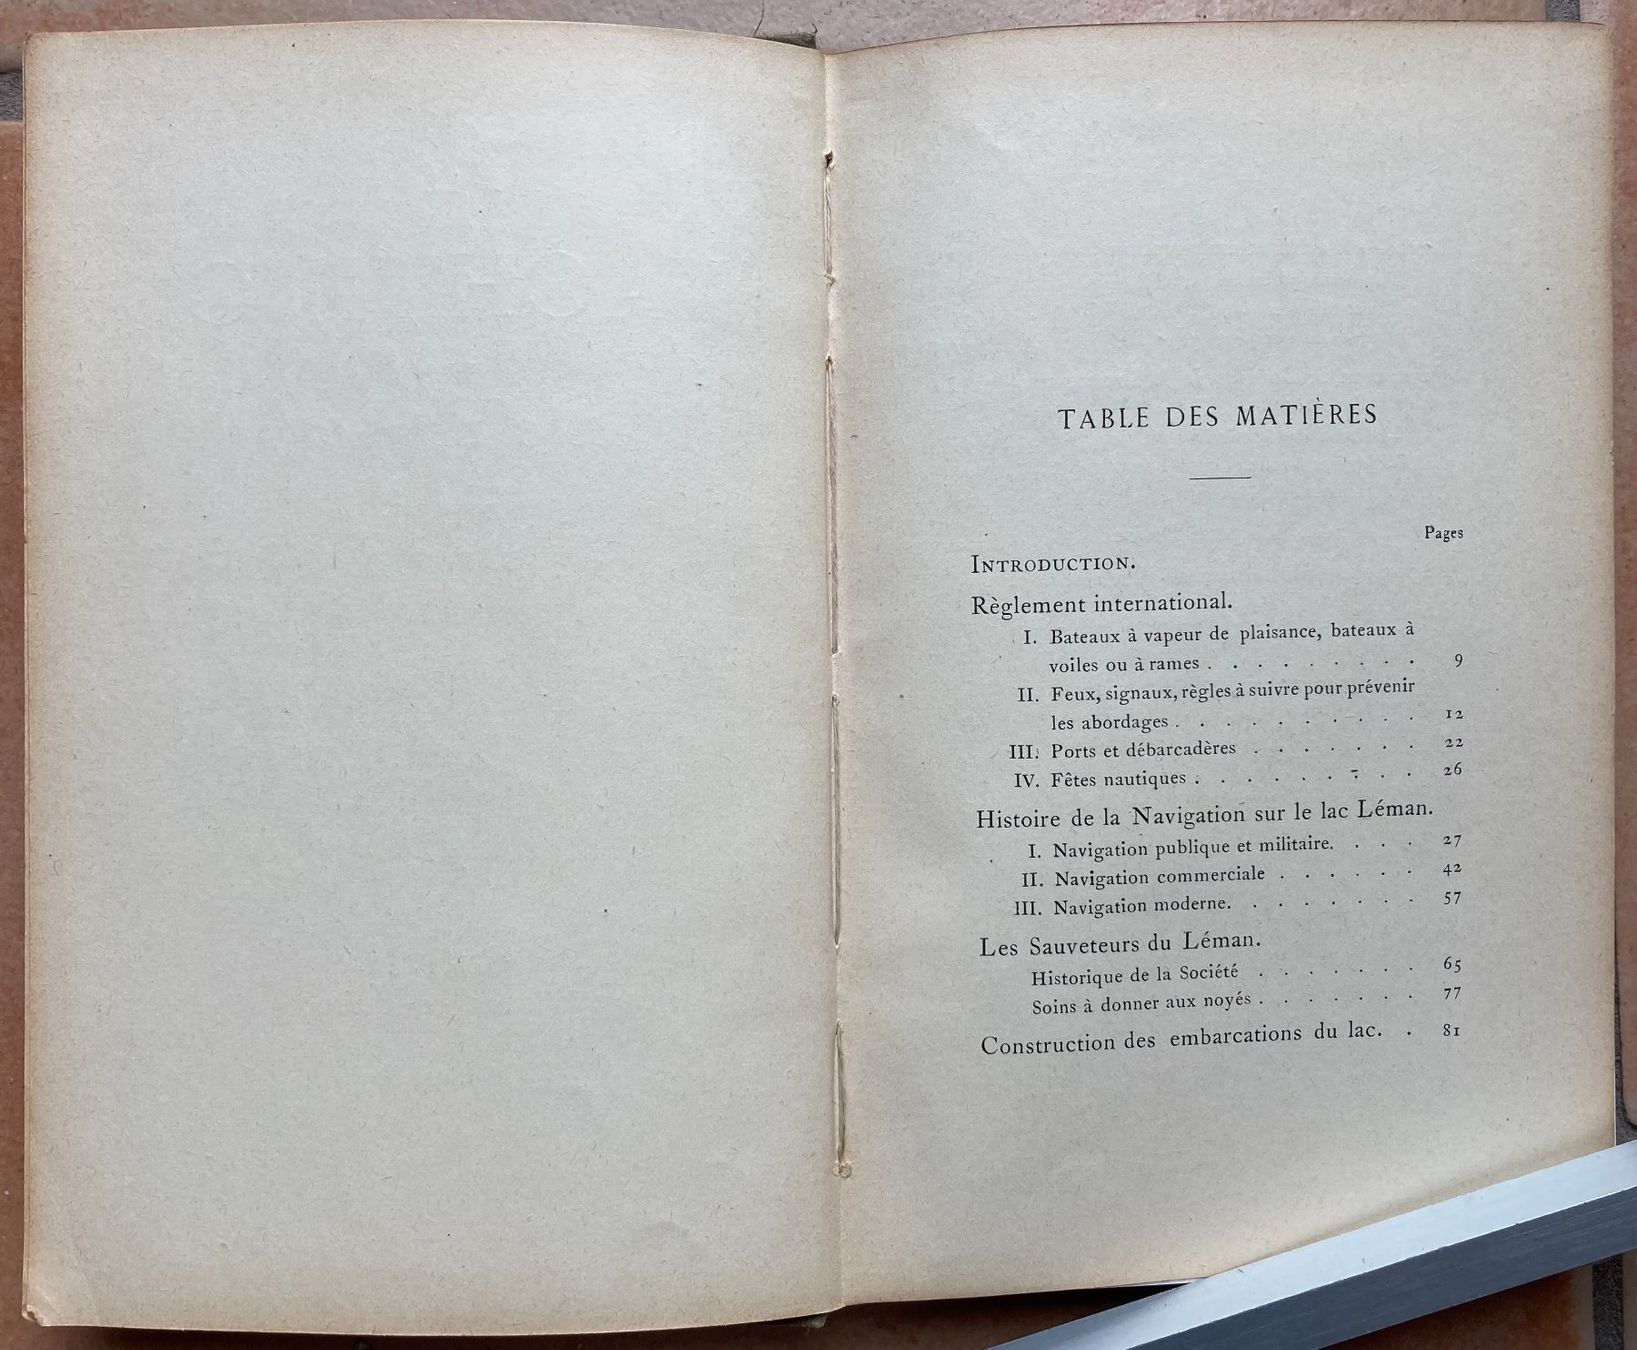 TABLE DES MATIÈRES
Pages
INTRODUCTION.
Règlement international.
I. Bateaux à vapeur de plaisance, bateaux à
voiles ou à rames . . . . . . . . . 9
II. Feux, signaux, règles à suivre pour prévenir
les abordages . . . . . . . . . . 12
III. Ports et débarcadères . . . . . . . 22
IV. Fêtes nautiques . . . . . . . . . 26
Histoire de la Navigation sur le lac Léman.
I. Navigation publique et militaire. . . . 27
II. Navigation commerciale . . . . . . 42
III. Navigation moderne. . . . . . . . 57
Les Sauveteurs du Léman.
Historique de la Société . . . . . . . 65
Soins à donner aux noyés . . . . . . . 77
Construction des embarcations du lac. . 81